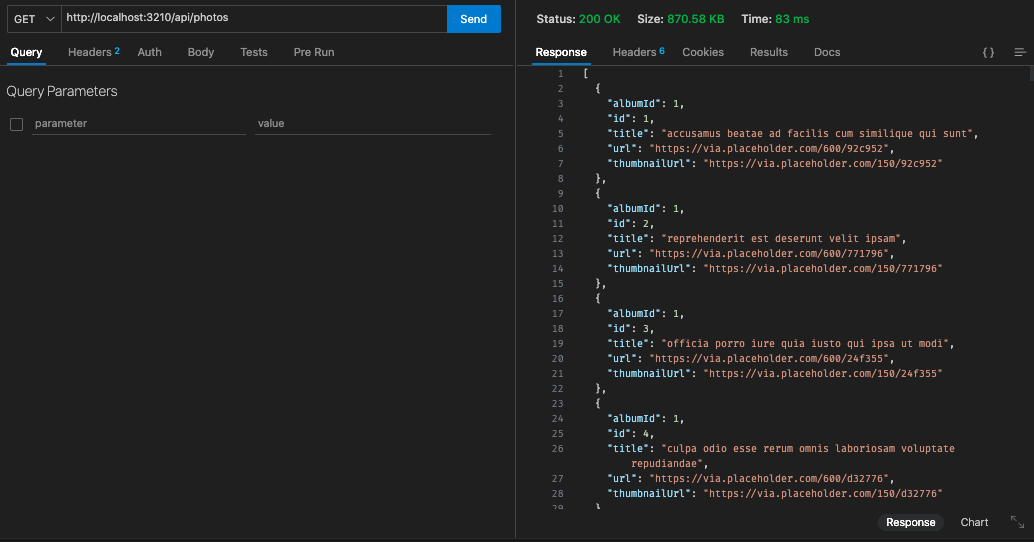 GET http://localhost:3210/api/photos Send
Query Headers 2 Auth Body Tests Pre Run
Query Parameters
parameter value
Status: 200 OK Size: 870.58 KB Time: 83 ms
Response Headers 6 Cookies Results Docs { }
1 [
2 {
3 "albumId": 1,
4 "id": 1,
5 "title": "accusamus beatae ad facilis cum similique qui sunt",
6 "url": "https://via.placeholder.com/600/92c952",
7 "thumbnailUrl": "https://via.placeholder.com/150/92c952"
8 },
9 {
10 "albumId": 1,
11 "id": 2,
12 "title": "reprehenderit est deserunt velit ipsam",
13 "url": "https://via.placeholder.com/600/771796",
14 "thumbnailUrl": "https://via.placeholder.com/150/771796"
15 },
16 {
17 "albumId": 1,
18 "id": 3,
19 "title": "officia porro iure quia iusto qui ipsa ut modi",
20 "url": "https://via.placeholder.com/600/24f355",
21 "thumbnailUrl": "https://via.placeholder.com/150/24f355"
22 },
23 {
24 "albumId": 1,
25 "id": 4,
26 "title": "culpa odio esse rerum omnis laboriosam voluptate
repudiandae",
27 "url": "https://via.placeholder.com/600/d32776",
28 "thumbnailUrl": "https://via.placeholder.com/150/d32776"
29 }
Response Chart